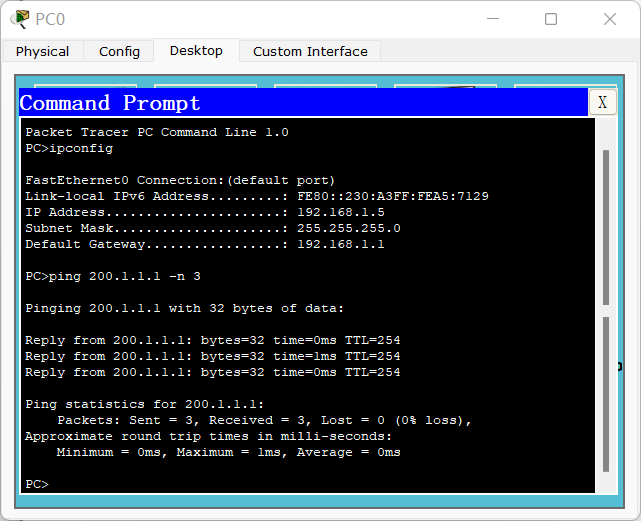 PC0
Physical Config Desktop Custom Interface
Command Prompt X
Packet Tracer PC Command Line 1.0
PC>ipconfig
FastEthernet0 Connection:(default port)
Link-local IPv6 Address.........: FE80::230:A3FF:FEA5:7129
IP Address......................: 192.168.1.5
Subnet Mask.....................: 255.255.255.0
Default Gateway.................: 192.168.1.1
PC>ping 200.1.1.1 -n 3
Pinging 200.1.1.1 with 32 bytes of data:
Reply from 200.1.1.1: bytes=32 time=0ms TTL=254
Reply from 200.1.1.1: bytes=32 time=1ms TTL=254
Reply from 200.1.1.1: bytes=32 time=0ms TTL=254
Ping statistics for 200.1.1.1:
Packets: Sent = 3, Received = 3, Lost = 0 (0% loss),
Approximate round trip times in milli-seconds:
Minimum = 0ms, Maximum = 1ms, Average = 0ms
PC>